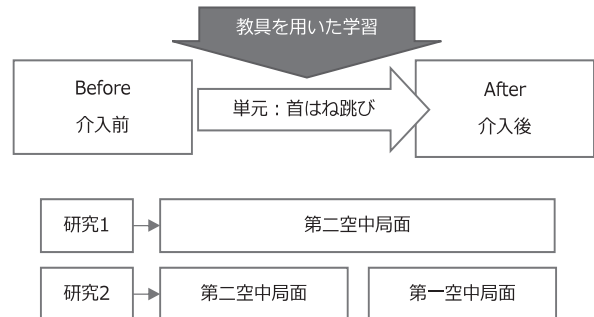 教具を用いた学習
Before
介入前
単元：首はね跳び
After
介入後
研究1
第二空中局面
研究2
第二空中局面
第一空中局面